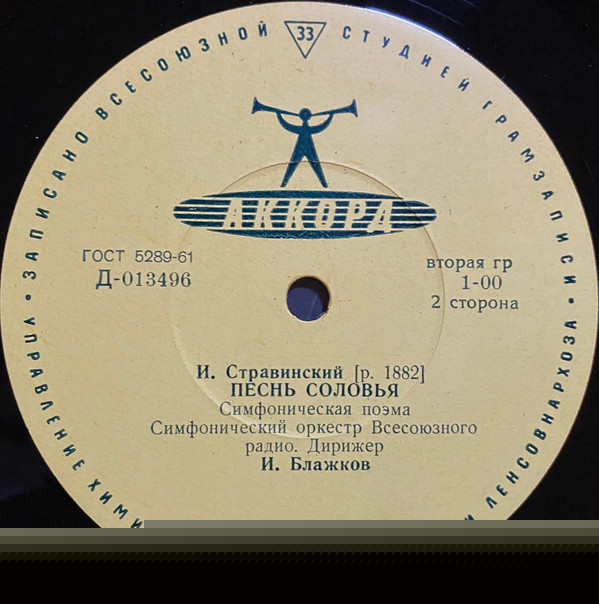 ЗАПИСАНО ВСЕСОЮЗНОЙ СТУДИЕЙ ГРАМЗАПИСИ
33
АККОРД
ГОСТ 5289-61
Д-013496
вторая гр
1-00
2 сторона
И. Стравинский [р. 1882]
ПЕСНЬ СОЛОВЬЯ
Симфоническая поэма
Симфонический оркестр Всесоюзного
радио. Дирижер
И. Блажков
УПРАВЛЕНИЕ ХИМИ
ЛЕНСОВНАРХОЗА